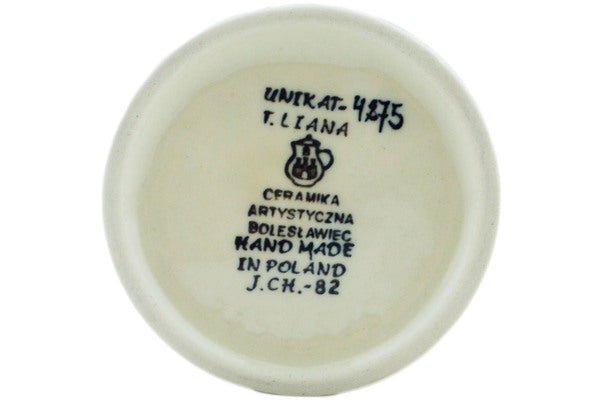 UNIKAT-4275
T. LIANA
CERAMIKA
ARTYSTYCZNA
BOLESŁAWIEC
HAND MADE
IN POLAND
J.CH.-82